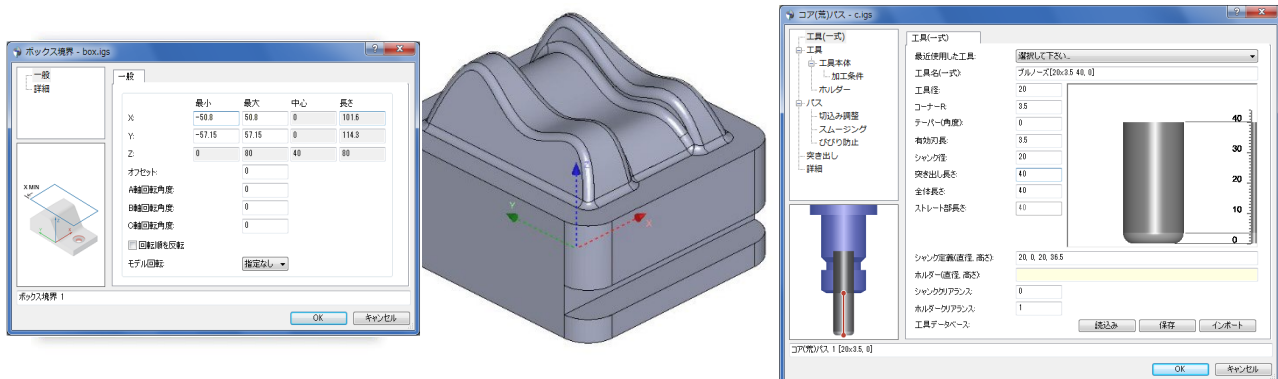 ボックス境界 - box.igs
一般
詳細
一般
最小 最大 中心 長さ
X: -50.8 50.8 0 101.6
Y: -57.15 57.15 0 114.3
Z: 0 80 40 80
オフセット: 0
A軸回転角度: 0
B軸回転角度: 0
C軸回転角度: 0
回転順を反転
モデル回転: 指定なし
X MIN
ボックス境界 1
OK キャンセル
Y X
コア(荒)パス - c.igs
工具(一式)
工具
工具本体
加工条件
ホルダー
パス
切込み調整
スムージング
びびり防止
突き出し
詳細
工具(一式)
最近使用した工具: 選択して下さい...
工具名(一式): ブルノーズ[20x3.5 40, 0]
工具径: 20
コーナーR: 3.5
テーパー(角度): 0
有効刃長: 3.5
シャンク径: 20
突き出し長さ: 40
全体長さ: 40
ストレート部長さ: 40
40
30
20
10
0
シャンク定義(直径, 高さ): 20, 0, 20, 36.5
ホルダー(直径, 高さ):
シャンククリアランス: 0
ホルダークリアランス: 1
工具データベース: 読込み 保存 インポート
コア(荒)パス 1 [20x3.5, 0]
OK キャンセル